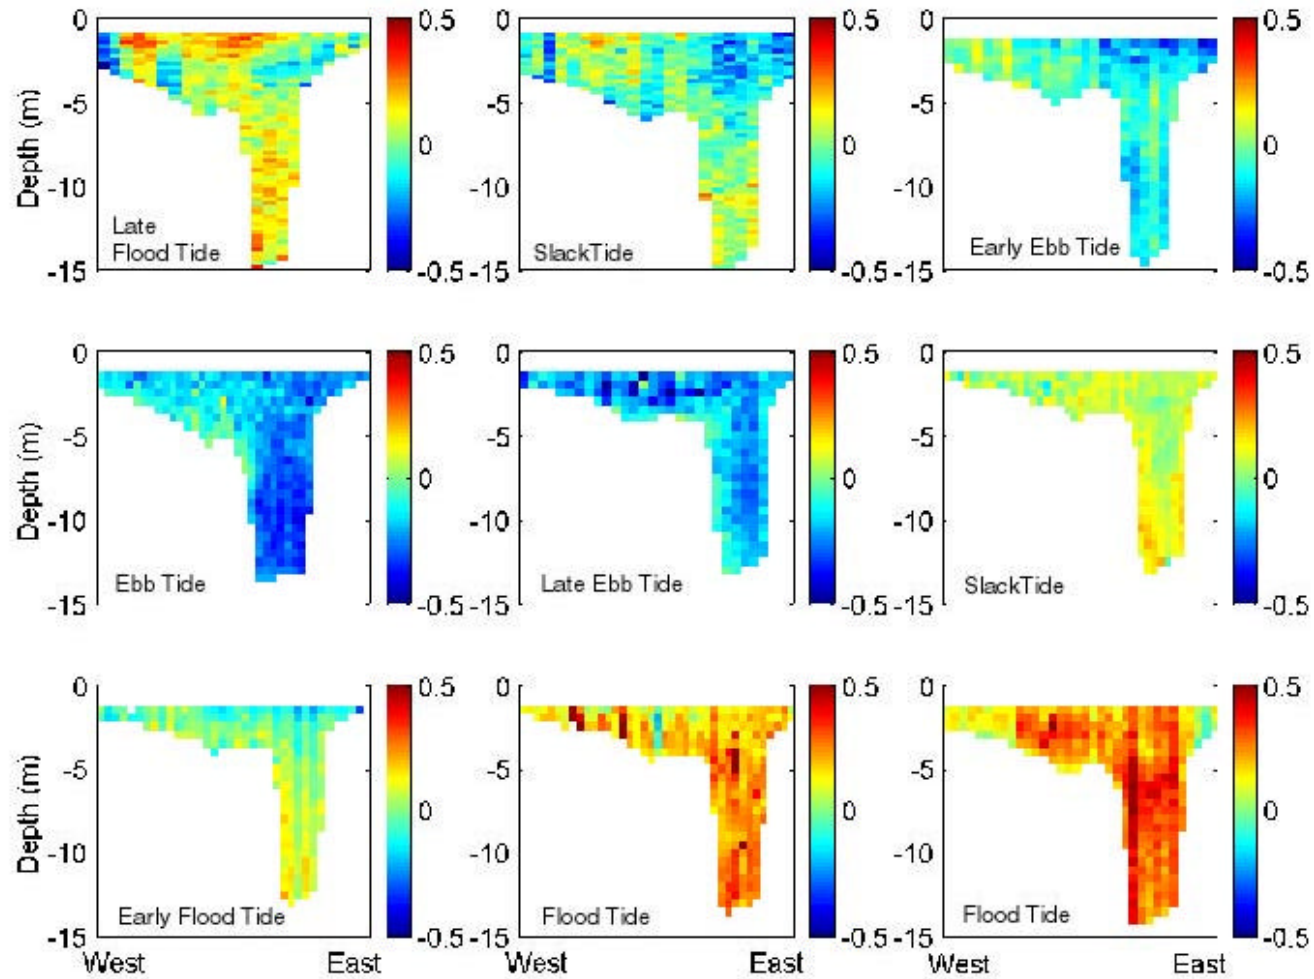 0 0.5 0 0.5 0 0.5
Depth (m) -5 0 -5 0 -5 0
-10 -10 -10
Late
Flood Tide SlackTide Early Ebb Tide
-15 -0.5 -15 -0.5 -15 -0.5
0 0.5 0 0.5 0 0.5
Depth (m) -5 0 -5 0 -5 0
-10 -10 -10
Ebb Tide Late Ebb Tide SlackTide
-15 -0.5 -15 -0.5 -15 -0.5
0 0.5 0 0.5 0 0.5
Depth (m) -5 0 -5 0 -5 0
-10 -10 -10
Early Flood Tide Flood Tide Flood Tide
-15 -0.5 -15 -0.5 -15 -0.5
West East West East West East